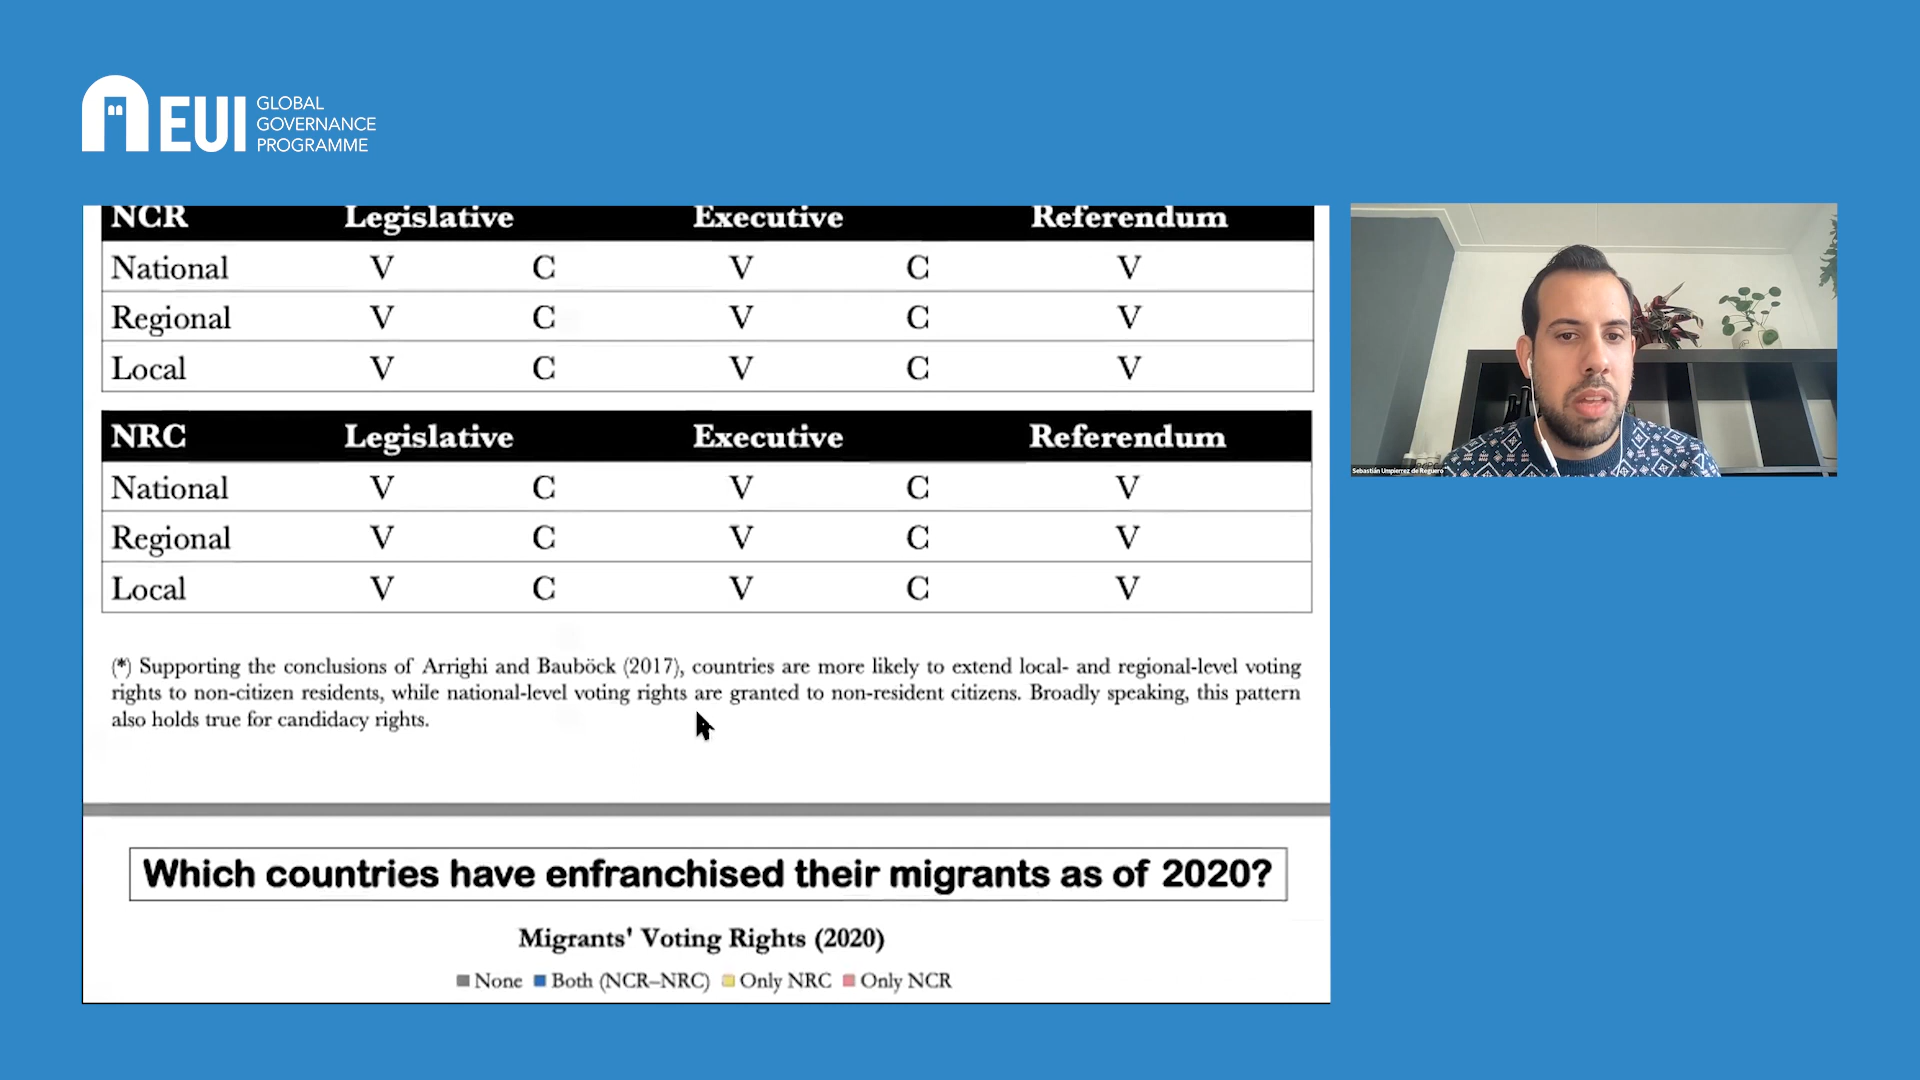 EUI
GLOBAL
GOVERNANCE
PROGRAMME
NCR Legislative Executive Referendum
National V C V C V
Regional V C V C V
Local V C V C V
NRC Legislative Executive Referendum
National V C V C V
Regional V C V C V
Local V C V C V
(*) Supporting the conclusions of Arrighi and Bauböck (2017), countries are more likely to extend local- and regional-level voting
rights to non-citizen residents, while national-level voting rights are granted to non-resident citizens. Broadly speaking, this pattern
also holds true for candidacy rights.
Which countries have enfranchised their migrants as of 2020?
Migrants' Voting Rights (2020)
None Both (NCR–NRC) Only NRC Only NCR
Sebastián Umpierrez de Reguero